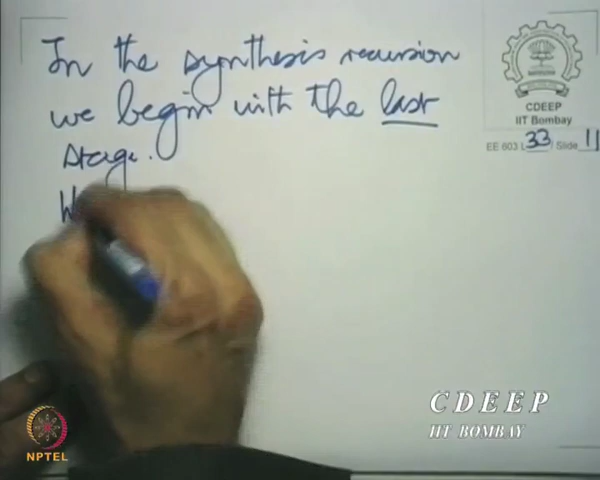 In the synthesis recursion
we begin with the last
stage.
W
CDEEP
IIT Bombay
EE 603 L 33 / Slide 11
CDEEP
IIT BOMBAY
NPTEL